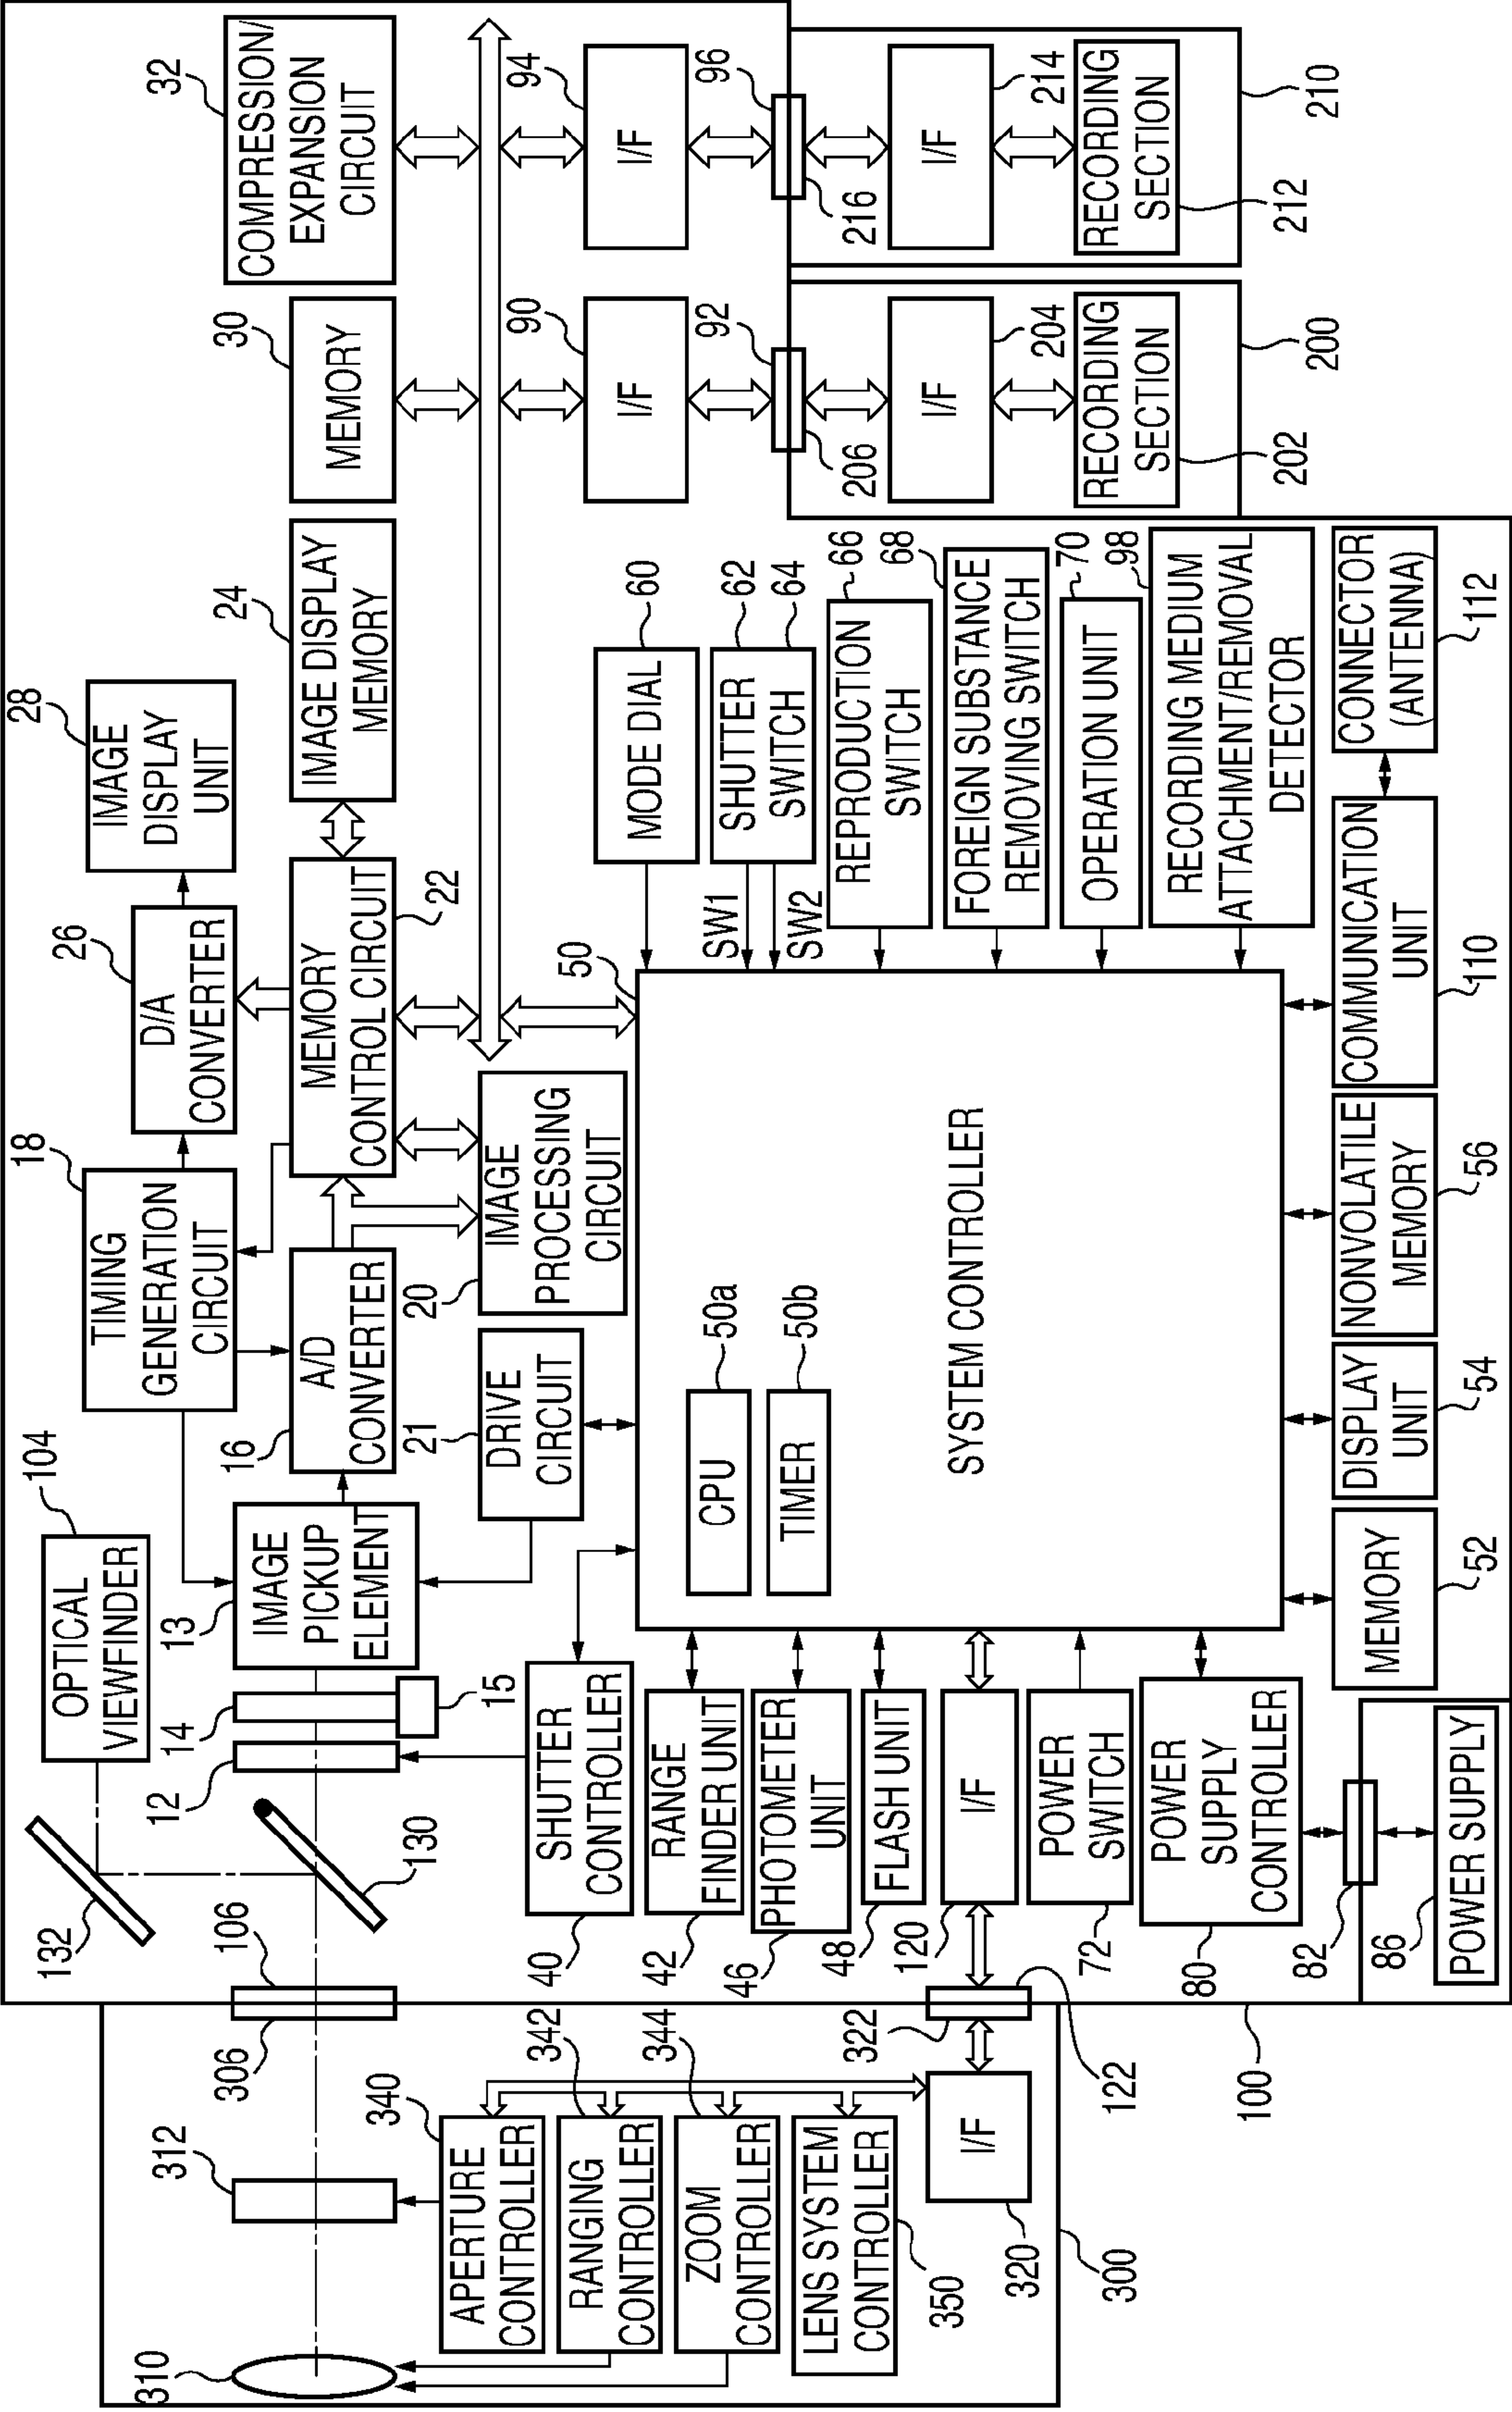 310
312
306
106
132
130
104
OPTICAL
VIEWFINDER
12
14
15
13
IMAGE
PICKUP
ELEMENT
16
A/D
CONVERTER
18
TIMING
GENERATION
CIRCUIT
26
D/A
CONVERTER
28
IMAGE
DISPLAY
UNIT
22
MEMORY
CONTROL CIRCUIT
24
IMAGE DISPLAY
MEMORY
30
MEMORY
32
COMPRESSION/
EXPANSION
CIRCUIT
20
IMAGE
PROCESSING
CIRCUIT
21
DRIVE
CIRCUIT
340
APERTURE
CONTROLLER
342
RANGING
CONTROLLER
344
ZOOM
CONTROLLER
350
LENS SYSTEM
CONTROLLER
320
I/F
300
322
122
100
40
SHUTTER
CONTROLLER
42
RANGE
FINDER UNIT
46
PHOTOMETER
UNIT
48
FLASH UNIT
120
I/F
72
POWER
SWITCH
80
POWER
SUPPLY
CONTROLLER
82
86
POWER SUPPLY
50
SYSTEM CONTROLLER
50a
CPU
50b
TIMER
60
MODE DIAL
62
64
SHUTTER
SWITCH
SW1
SW2
66
REPRODUCTION
SWITCH
68
FOREIGN SUBSTANCE
REMOVING SWITCH
70
OPERATION UNIT
98
RECORDING MEDIUM
ATTACHMENT/REMOVAL
DETECTOR
52
MEMORY
54
DISPLAY
UNIT
56
NONVOLATILE
MEMORY
110
COMMUNICATION
UNIT
112
CONNECTOR
(ANTENNA)
90
I/F
92
206
204
I/F
202
RECORDING
SECTION
200
94
I/F
96
216
214
I/F
212
RECORDING
SECTION
210